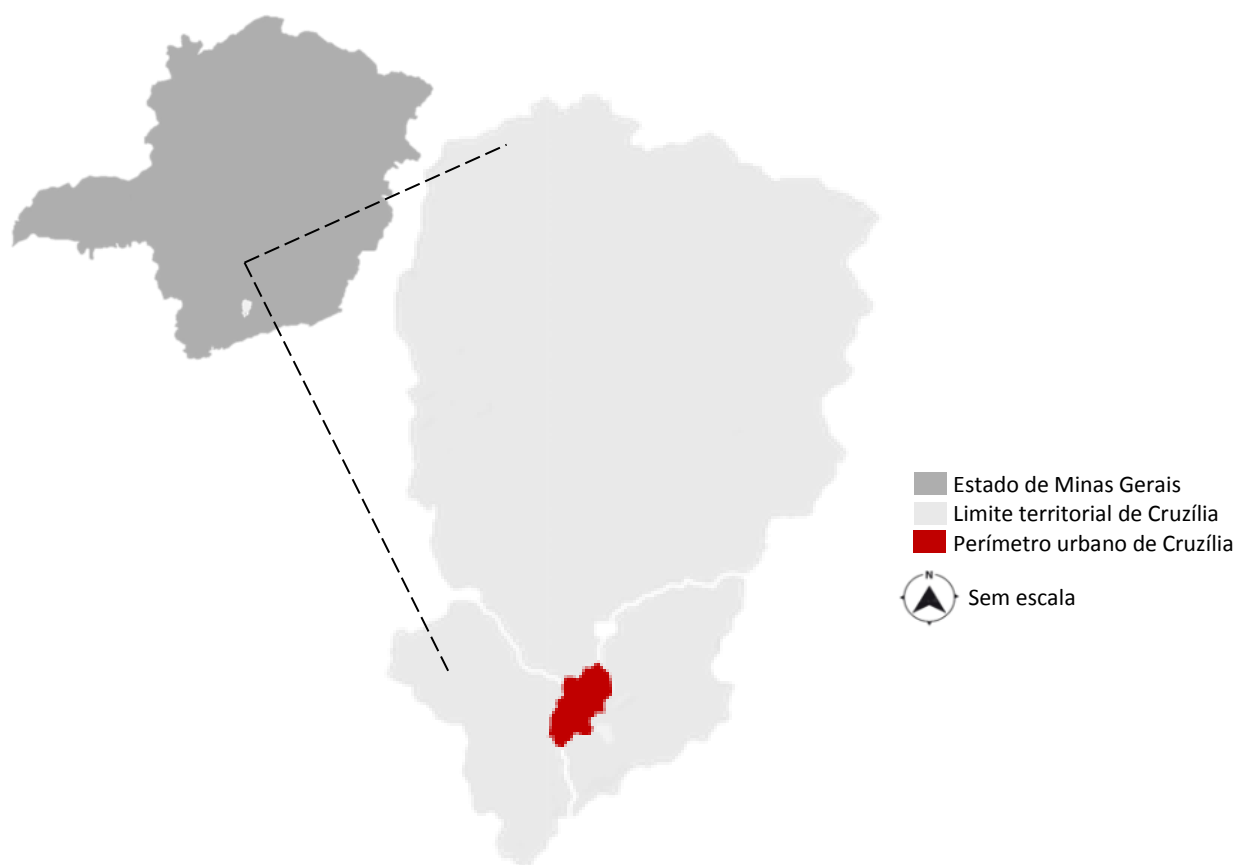 Estado de Minas Gerais
Limite territorial de Cruzília
Perímetro urbano de Cruzília
N
Sem escala